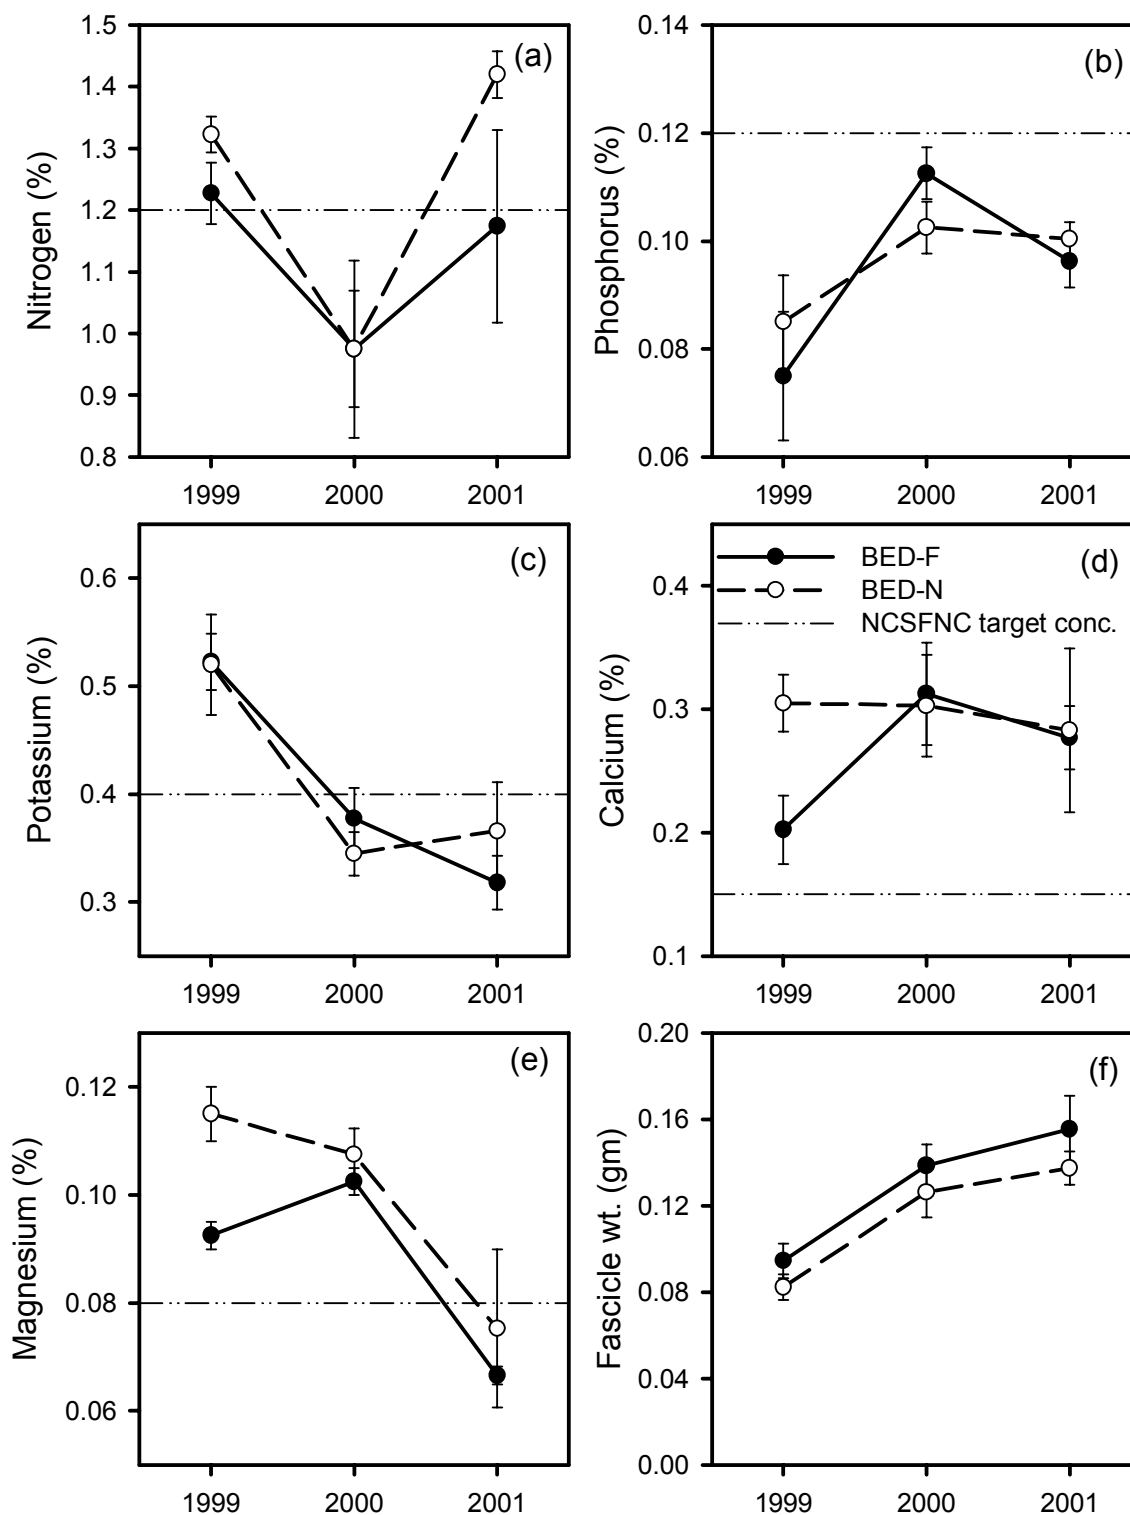 1.5
1.4
1.3
1.2
1.1
1.0
0.9
0.8
Nitrogen (%)
(a)
1999 2000 2001
0.14
0.12
0.10
0.08
0.06
Phosphorus (%)
(b)
1999 2000 2001
0.6
0.5
0.4
0.3
Potassium (%)
(c)
1999 2000 2001
0.4
0.3
0.2
0.1
Calcium (%)
(d)
BED-F
BED-N
NCSFNC target conc.
1999 2000 2001
0.12
0.10
0.08
0.06
Magnesium (%)
(e)
1999 2000 2001
0.20
0.16
0.12
0.08
0.04
0.00
Fascicle wt. (gm)
(f)
1999 2000 2001